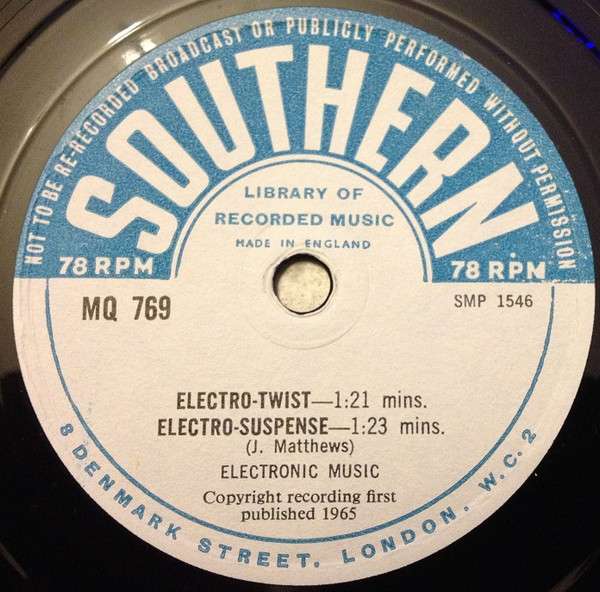 NOT TO BE RE-RECORDED BROADCAST OR PUBLICLY PERFORMED WITHOUT PERMISSION
SOUTHERN
LIBRARY OF
RECORDED MUSIC
MADE IN ENGLAND
78 RPM 78 RPM
MQ 769 SMP 1546
ELECTRO-TWIST—1:21 mins.
ELECTRO-SUSPENSE—1:23 mins.
(J. Matthews)
ELECTRONIC MUSIC
Copyright recording first
published 1965
8 DENMARK STREET. LONDON. W.C.2